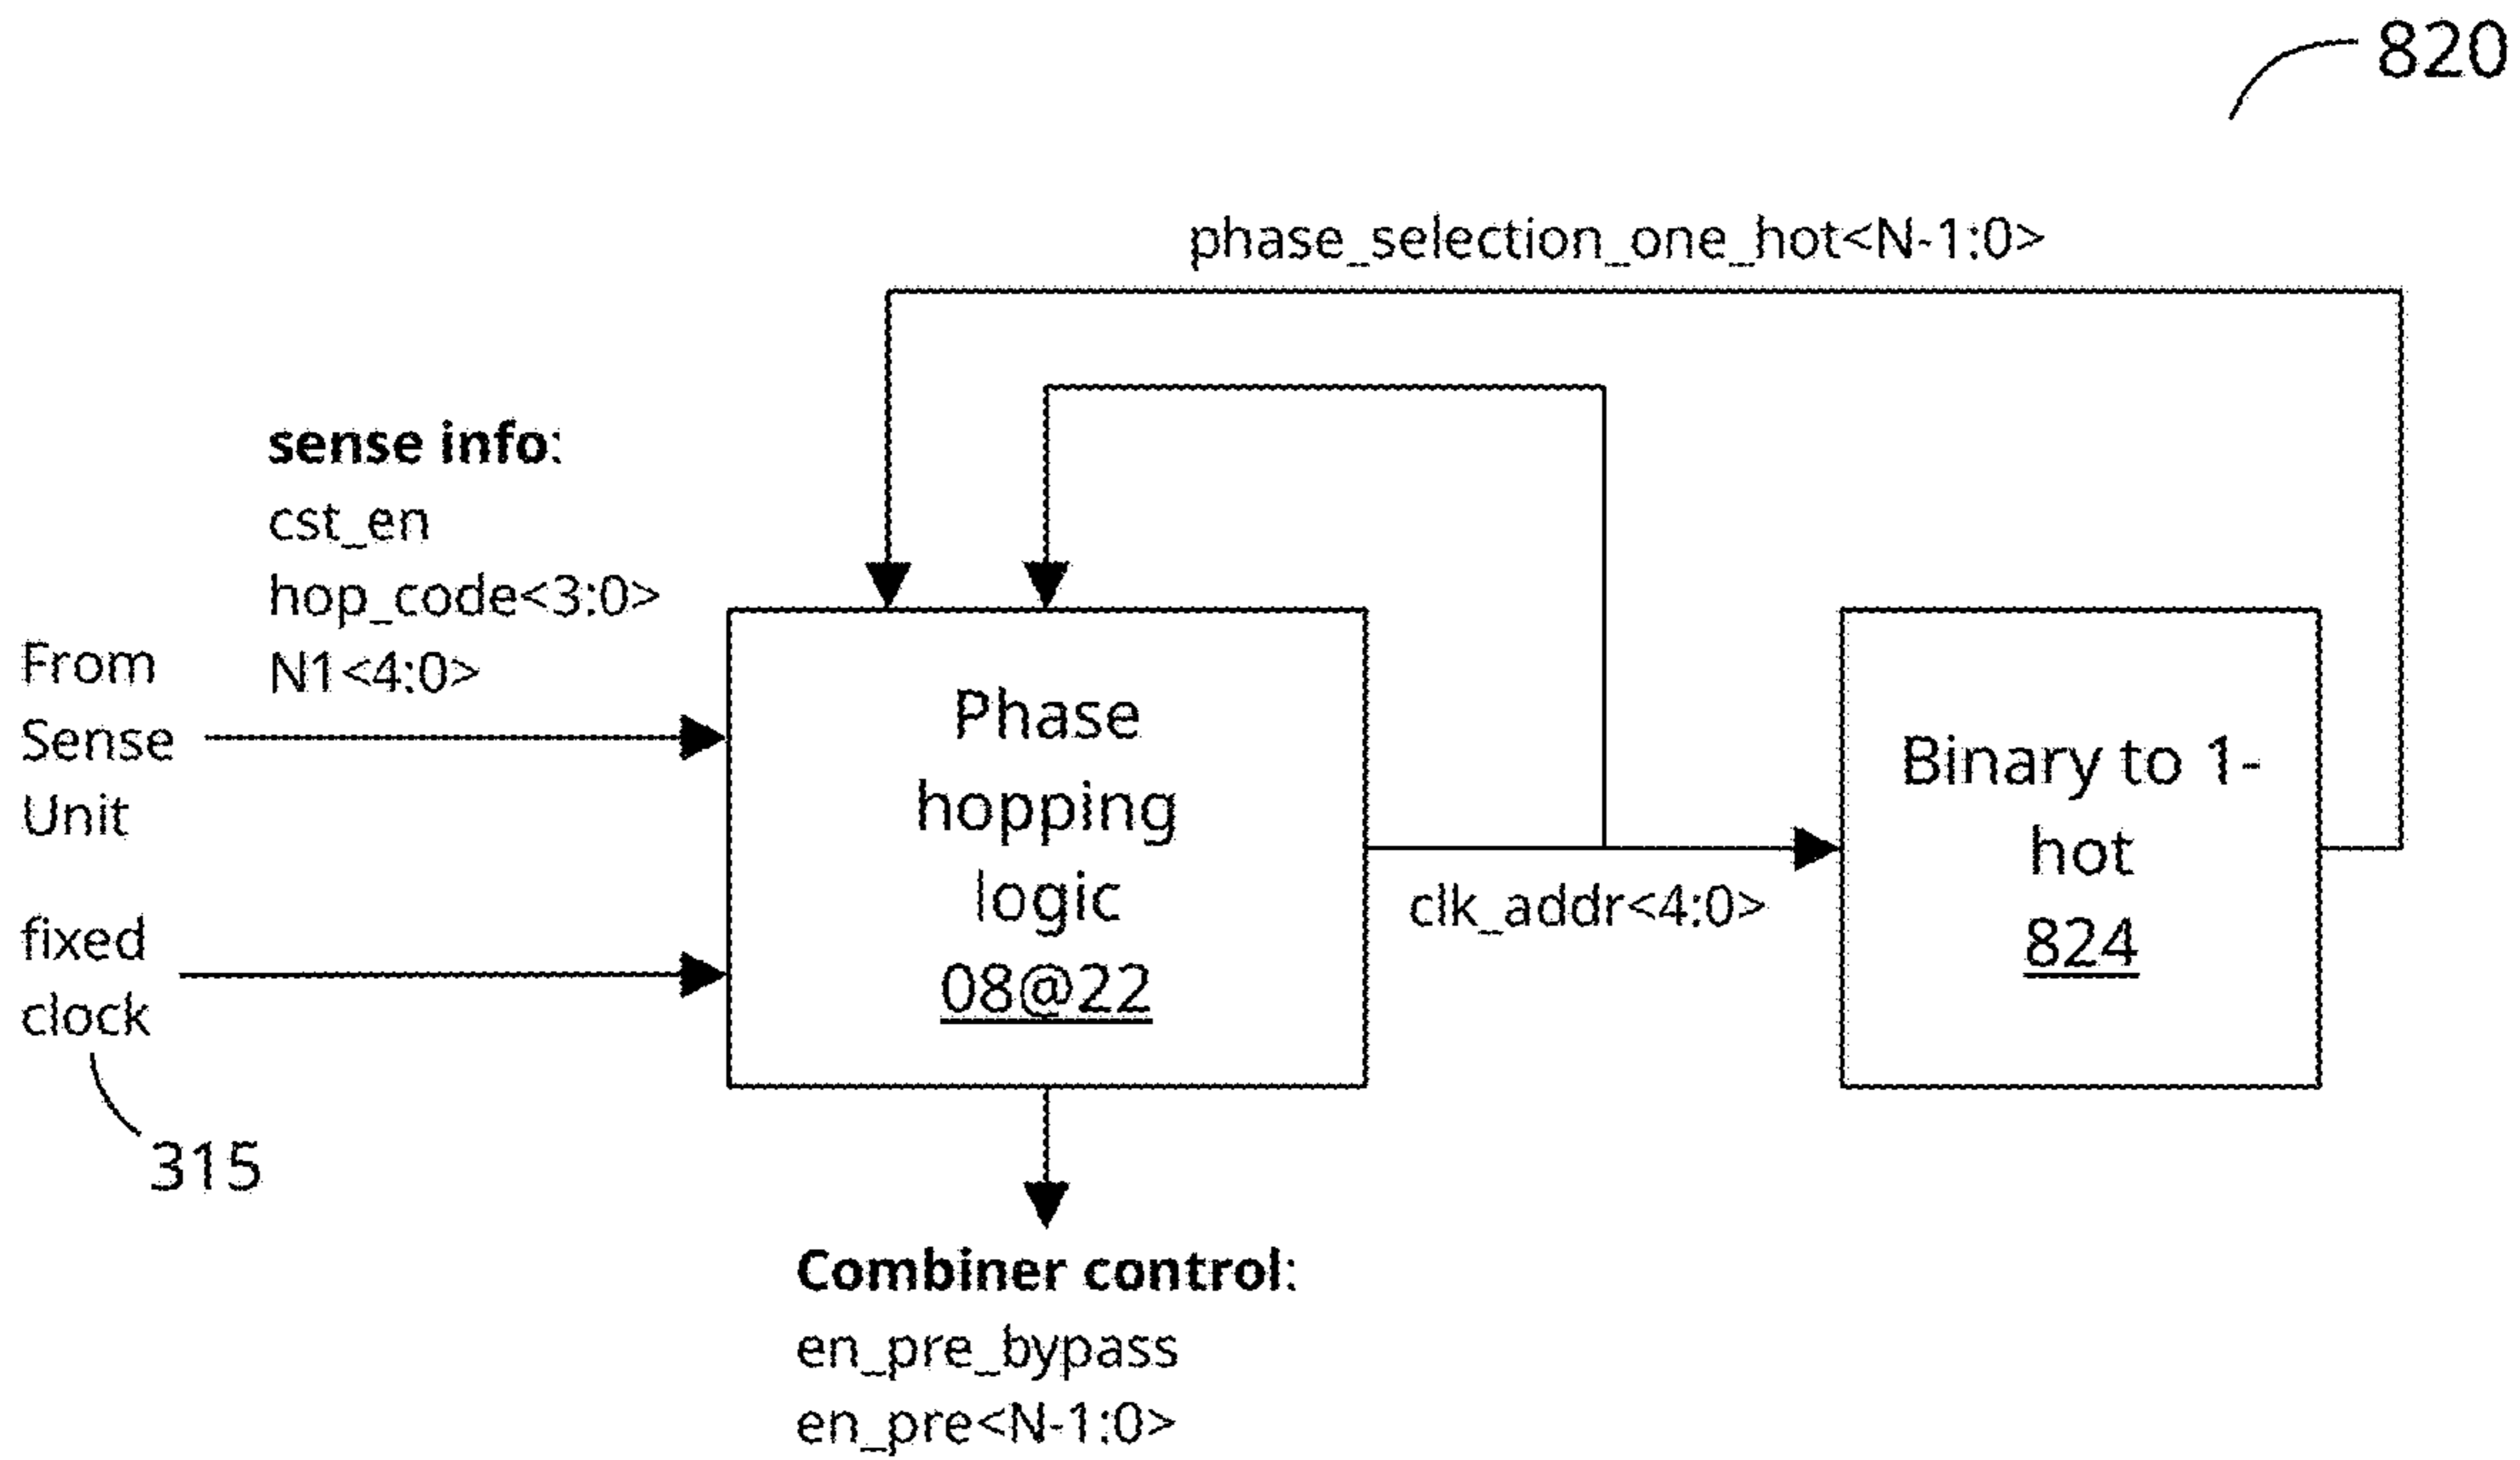 820
phase_selection_one_hot<N-1:0>
sense info:
cst_en
hop_code<3:0>
N1<4:0>
From
Sense
Unit
fixed
clock
315
Phase
hopping
logic
08@22
clk_addr<4:0>
Binary to 1-
hot
824
Combiner control:
en_pre_bypass
en_pre<N-1:0>